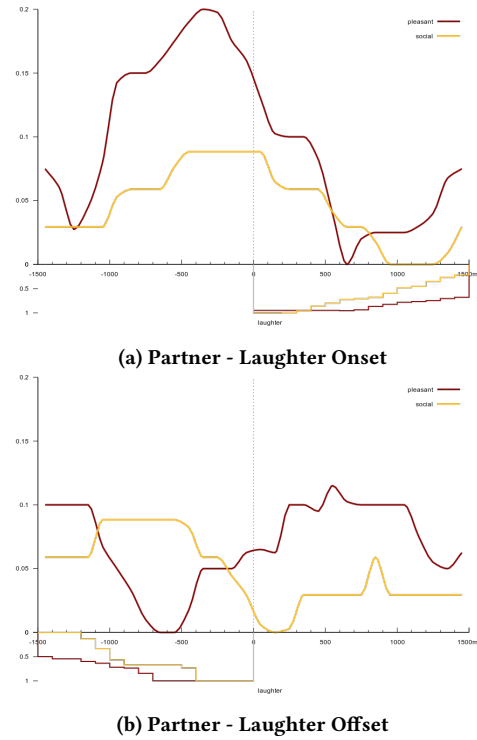 0.2
pleasant
social
0.15
0.1
0.05
0
-1500 -1000 -500 0 500 1000 1500m
0.5
1
laughter
(a) Partner - Laughter Onset
0.2
pleasant
social
0.15
0.1
0.05
0
-1500 -1000 -500 0 500 1000 1500m
0.5
1
laughter
(b) Partner - Laughter Offset